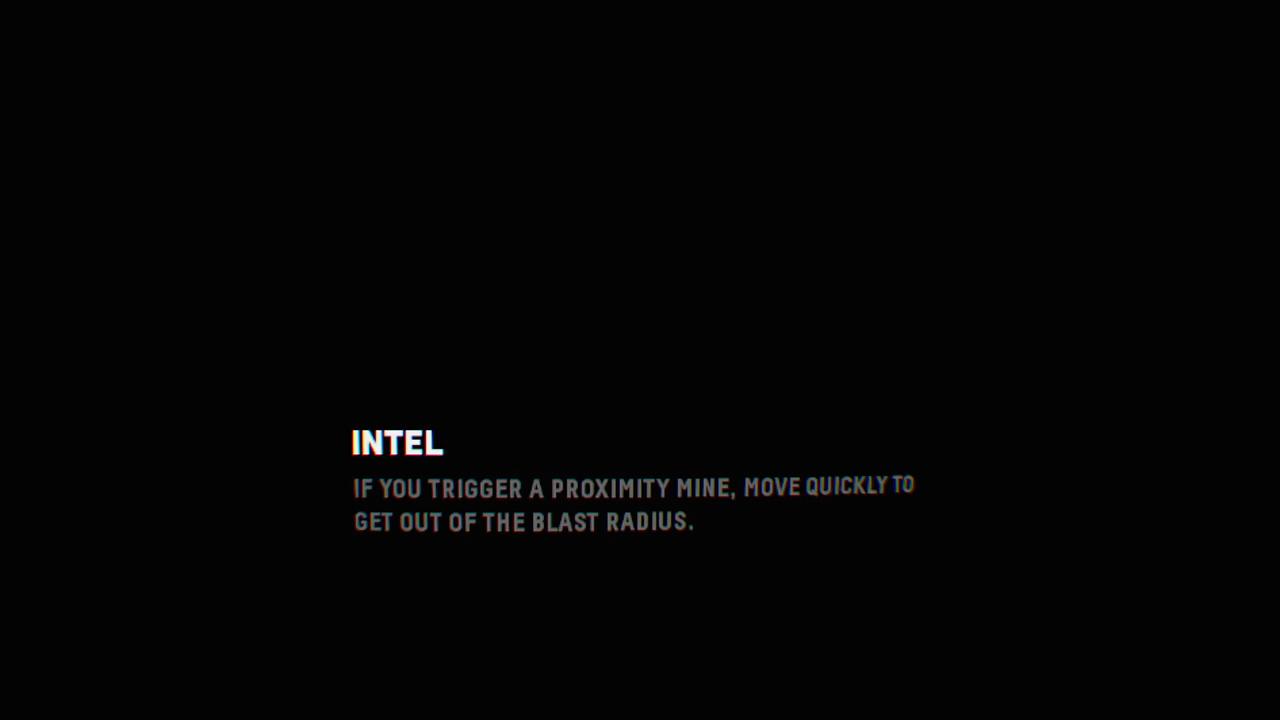 INTEL
IF YOU TRIGGER A PROXIMITY MINE, MOVE QUICKLY TO
GET OUT OF THE BLAST RADIUS.